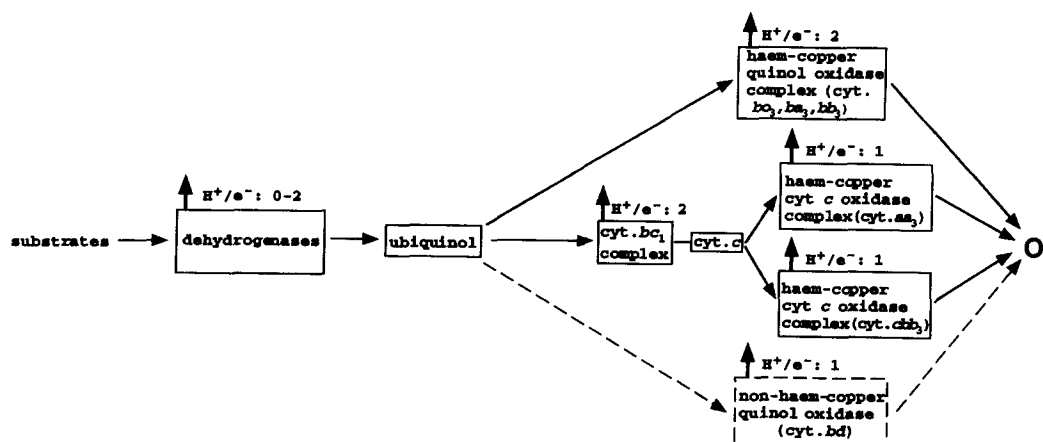 H⁺/e⁻: 2
haem-copper
quinol oxidase
complex (cyt.
bo₃,ba₃,bb₃)
H⁺/e⁻: 1
haem-copper
cyt c oxidase
complex(cyt.aa₃)
H⁺/e⁻: 0-2
substrates
dehydrogenases
ubiquinol
H⁺/e⁻: 2
cyt.bc₁
complex
cyt.c
O
H⁺/e⁻: 1
haem-copper
cyt c oxidase
complex(cyt.cbb₃)
H⁺/e⁻: 1
non-haem-copper
quinol oxidase
(cyt.bd)